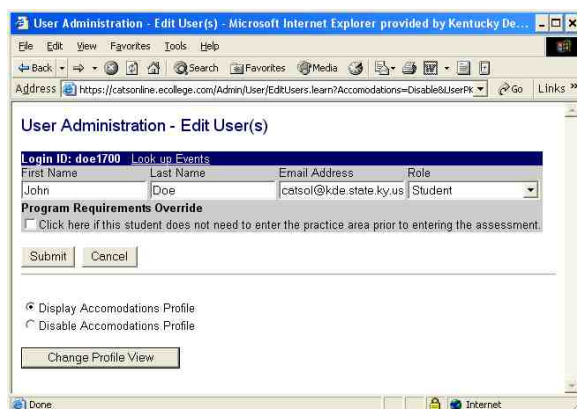 User Administration - Edit User(s) - Microsoft Internet Explorer provided by Kentucky De...
File Edit View Favorites Tools Help
Back Search Favorites Media
Address https://catsonline.ecollege.com/Admin/User/EditUsers.learn?Accomodations=Disable&UserPk Go Links »
User Administration - Edit User(s)
Login ID: doe1700 Look up Events
First Name Last Name Email Address Role
John Doe catsol@kde.state.ky.us Student
Program Requirements Override
Click here if this student does not need to enter the practice area prior to entering the assessment.
Submit Cancel
Display Accomodations Profile
Disable Accomodations Profile
Change Profile View
Done Internet